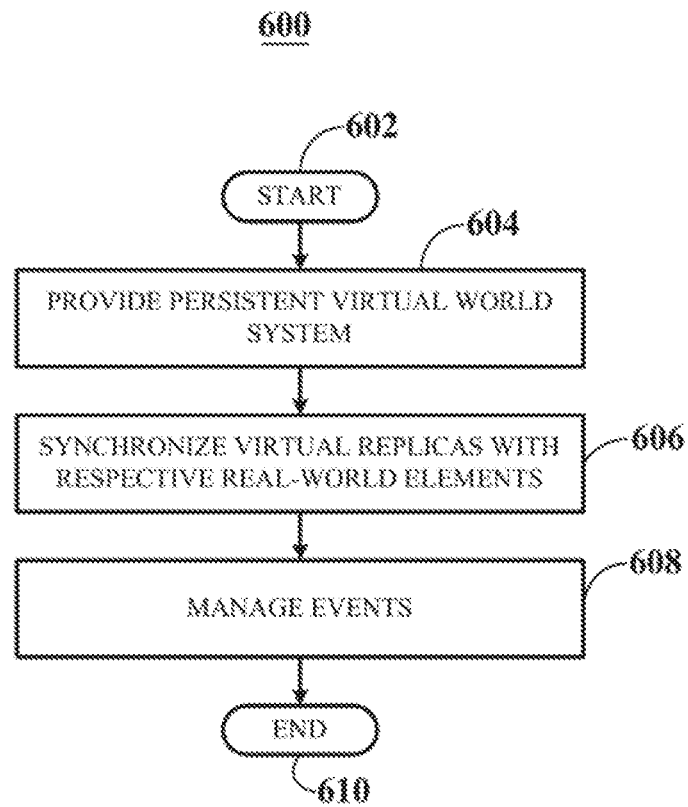 600
602
START
604
PROVIDE PERSISTENT VIRTUAL WORLD
SYSTEM
SYNCHRONIZE VIRTUAL REPLICAS WITH
RESPECTIVE REAL-WORLD ELEMENTS
606
608
MANAGE EVENTS
END
610